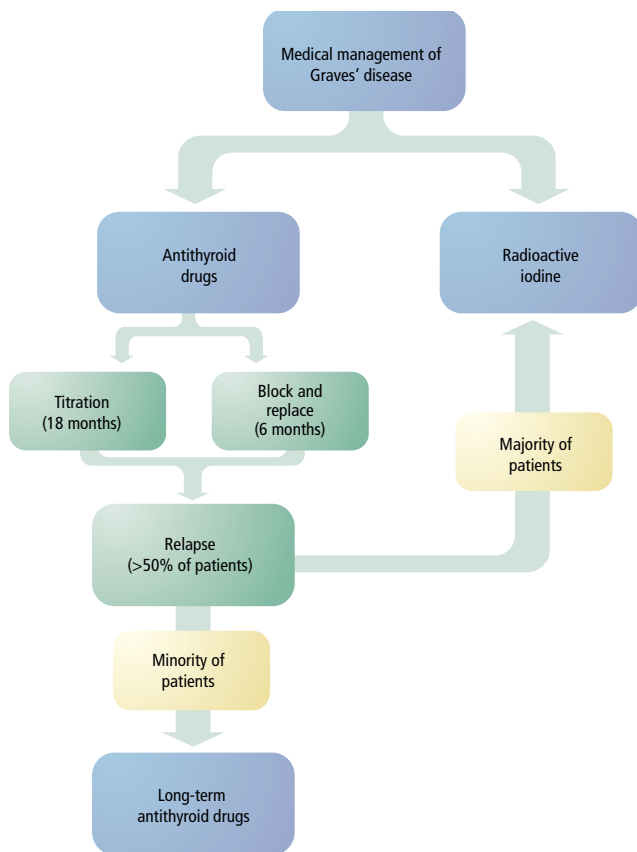 Medical management of
Graves' disease
Antithyroid
drugs
Radioactive
iodine
Titration
(18 months)
Block and
replace
(6 months)
Majority of
patients
Relapse
(>50% of patients)
Minority of
patients
Long-term
antithyroid drugs